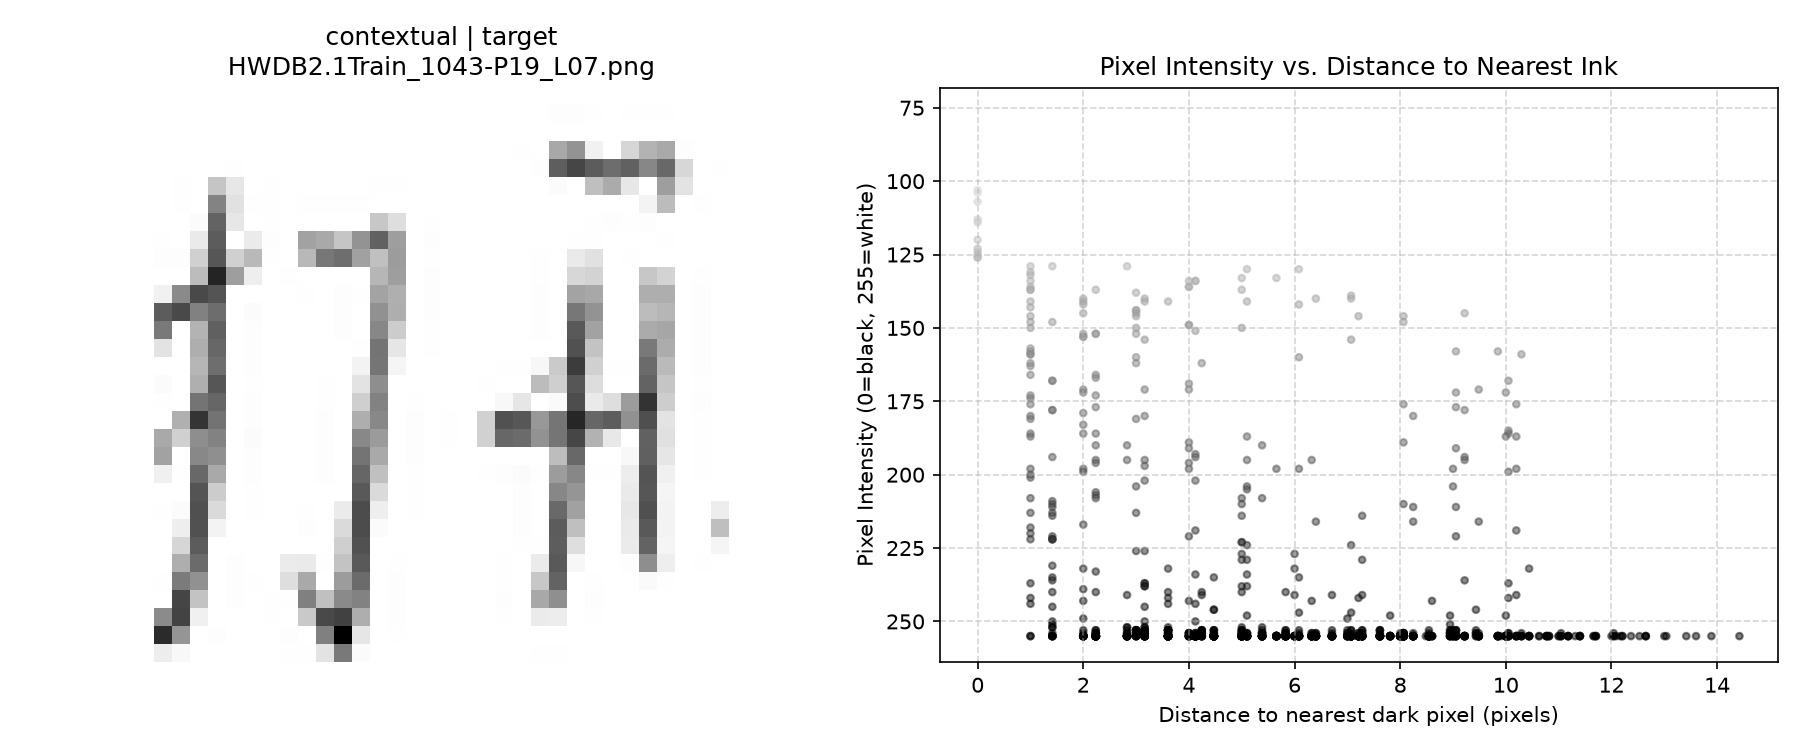 contextual | target
HWDB2.1Train_1043-P19_L07.png
Pixel Intensity vs. Distance to Nearest Ink
Pixel Intensity (0=black, 255=white)
75
100
125
150
175
200
225
250
0 2 4 6 8 10 12 14
Distance to nearest dark pixel (pixels)